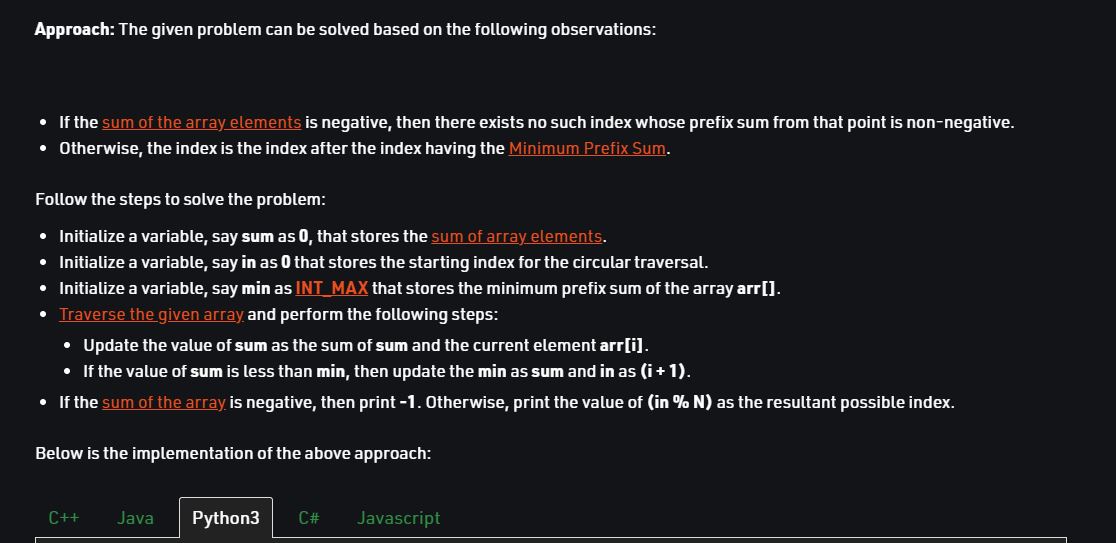 Approach: The given problem can be solved based on the following observations:
• If the sum of the array elements is negative, then there exists no such index whose prefix sum from that point is non-negative.
• Otherwise, the index is the index after the index having the Minimum Prefix Sum.
Follow the steps to solve the problem:
• Initialize a variable, say sum as 0, that stores the sum of array elements.
• Initialize a variable, say in as 0 that stores the starting index for the circular traversal.
• Initialize a variable, say min as INT_MAX that stores the minimum prefix sum of the array arr[].
• Traverse the given array and perform the following steps:
• Update the value of sum as the sum of sum and the current element arr[i].
• If the value of sum is less than min, then update the min as sum and in as (i + 1).
• If the sum of the array is negative, then print -1. Otherwise, print the value of (in % N) as the resultant possible index.
Below is the implementation of the above approach:
C++ Java Python3 C# Javascript